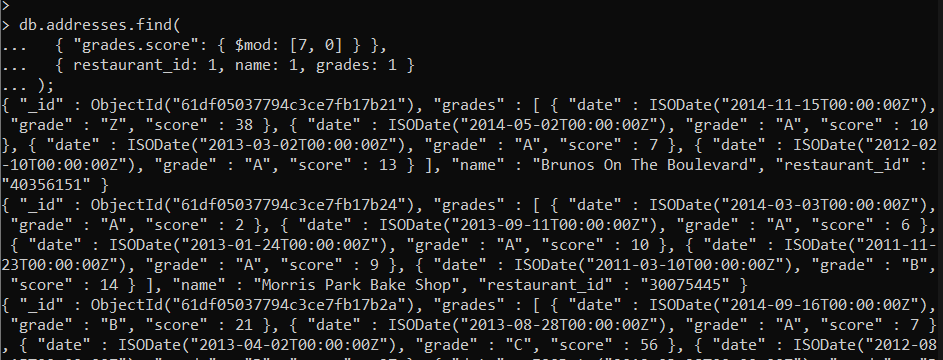 >
> db.addresses.find(
...   { "grades.score": { $mod: [7, 0] } },
...   { restaurant_id: 1, name: 1, grades: 1 }
... );
{ "_id" : ObjectId("61df05037794c3ce7fb17b21"), "grades" : [ { "date" : ISODate("2014-11-15T00:00:00Z"),
 "grade" : "Z", "score" : 38 }, { "date" : ISODate("2014-05-02T00:00:00Z"), "grade" : "A", "score" : 10
}, { "date" : ISODate("2013-03-02T00:00:00Z"), "grade" : "A", "score" : 7 }, { "date" : ISODate("2012-02
-10T00:00:00Z"), "grade" : "A", "score" : 13 } ], "name" : "Brunos On The Boulevard", "restaurant_id" :
"40356151" }
{ "_id" : ObjectId("61df05037794c3ce7fb17b24"), "grades" : [ { "date" : ISODate("2014-03-03T00:00:00Z"),
 "grade" : "A", "score" : 2 }, { "date" : ISODate("2013-09-11T00:00:00Z"), "grade" : "A", "score" : 6 },
 { "date" : ISODate("2013-01-24T00:00:00Z"), "grade" : "A", "score" : 10 }, { "date" : ISODate("2011-11-
23T00:00:00Z"), "grade" : "A", "score" : 9 }, { "date" : ISODate("2011-03-10T00:00:00Z"), "grade" : "B",
 "score" : 14 } ], "name" : "Morris Park Bake Shop", "restaurant_id" : "30075445" }
{ "_id" : ObjectId("61df05037794c3ce7fb17b2a"), "grades" : [ { "date" : ISODate("2014-09-16T00:00:00Z"),
 "grade" : "B", "score" : 21 }, { "date" : ISODate("2013-08-28T00:00:00Z"), "grade" : "A", "score" : 7 }
, { "date" : ISODate("2013-04-02T00:00:00Z"), "grade" : "C", "score" : 56 }, { "date" : ISODate("2012-08